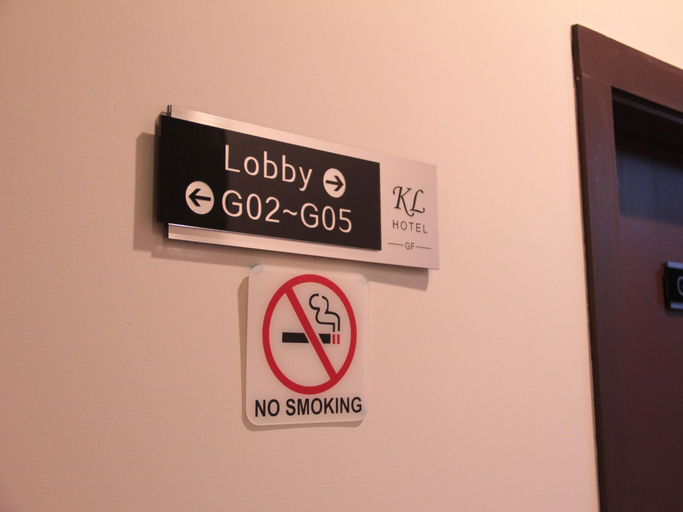 Lobby →
← G02~G05
KL
HOTEL
GF
NO SMOKING